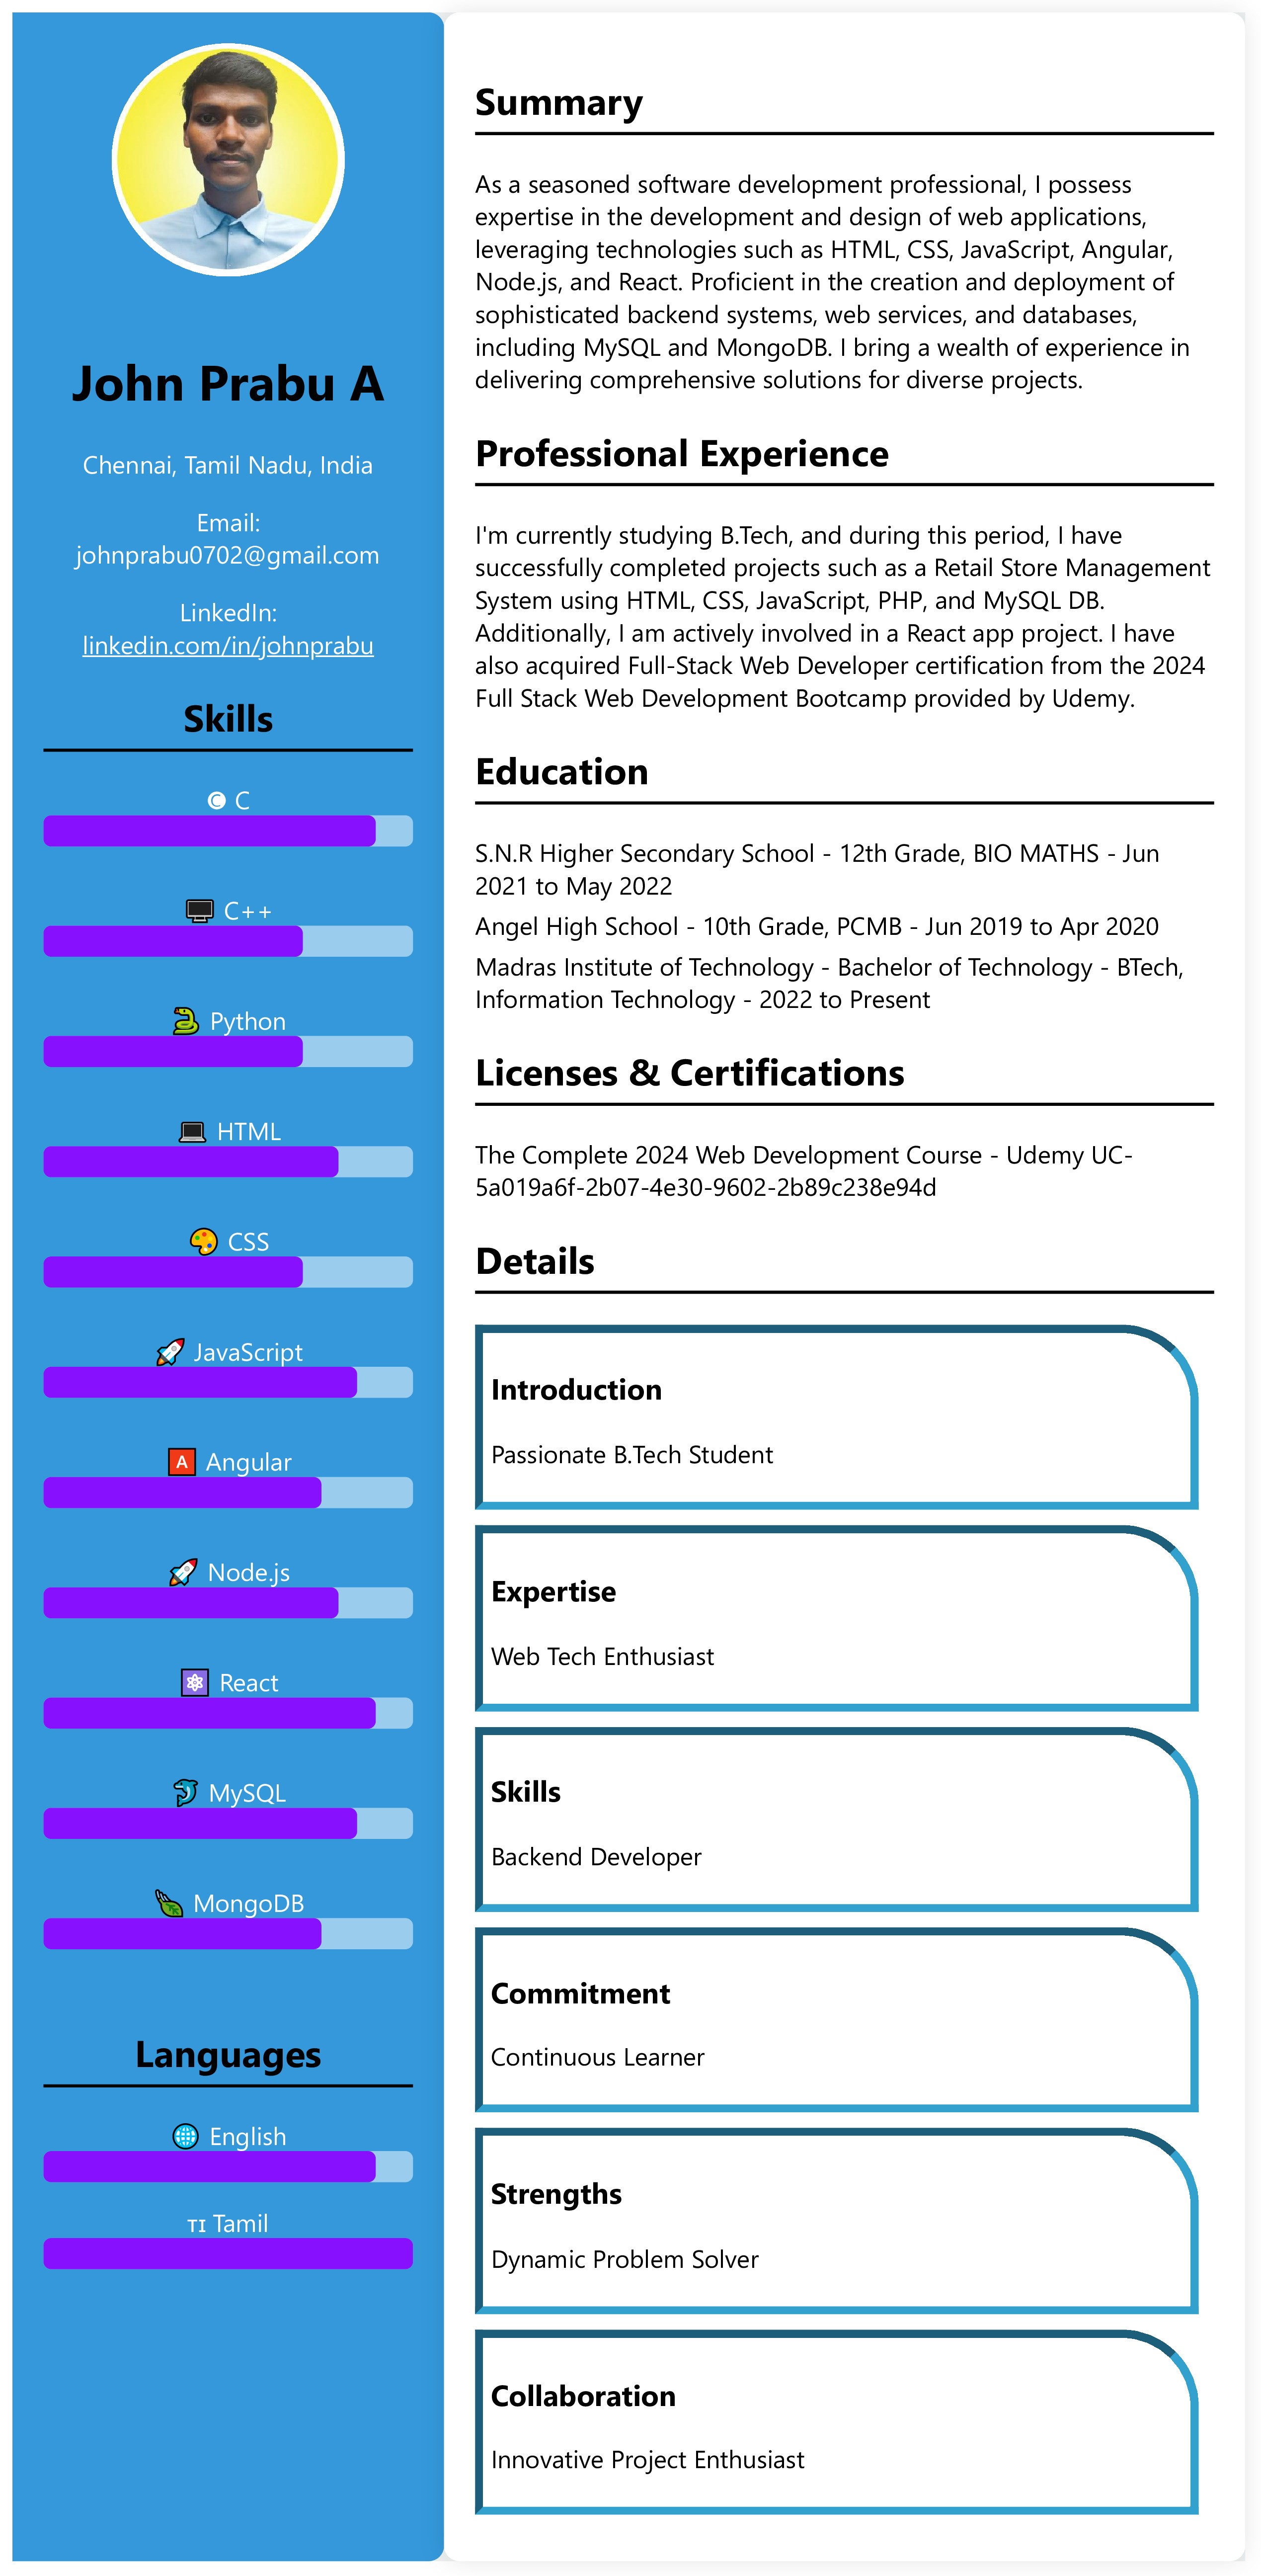 John Prabu A
Chennai, Tamil Nadu, India
Email:
johnprabu0702@gmail.com
LinkedIn:
linkedin.com/in/johnprabu
Skills
C
C++
Python
HTML
CSS
JavaScript
A Angular
Node.js
React
MySQL
MongoDB
Languages
English
TI Tamil
Summary
As a seasoned software development professional, I possess
expertise in the development and design of web applications,
leveraging technologies such as HTML, CSS, JavaScript, Angular,
Node.js, and React. Proficient in the creation and deployment of
sophisticated backend systems, web services, and databases,
including MySQL and MongoDB. I bring a wealth of experience in
delivering comprehensive solutions for diverse projects.
Professional Experience
I'm currently studying B.Tech, and during this period, I have
successfully completed projects such as a Retail Store Management
System using HTML, CSS, JavaScript, PHP, and MySQL DB.
Additionally, I am actively involved in a React app project. I have
also acquired Full-Stack Web Developer certification from the 2024
Full Stack Web Development Bootcamp provided by Udemy.
Education
S.N.R Higher Secondary School - 12th Grade, BIO MATHS - Jun
2021 to May 2022
Angel High School - 10th Grade, PCMB - Jun 2019 to Apr 2020
Madras Institute of Technology - Bachelor of Technology - BTech,
Information Technology - 2022 to Present
Licenses & Certifications
The Complete 2024 Web Development Course - Udemy UC-
5a019a6f-2b07-4e30-9602-2b89c238e94d
Details
Introduction
Passionate B.Tech Student
Expertise
Web Tech Enthusiast
Skills
Backend Developer
Commitment
Continuous Learner
Strengths
Dynamic Problem Solver
Collaboration
Innovative Project Enthusiast